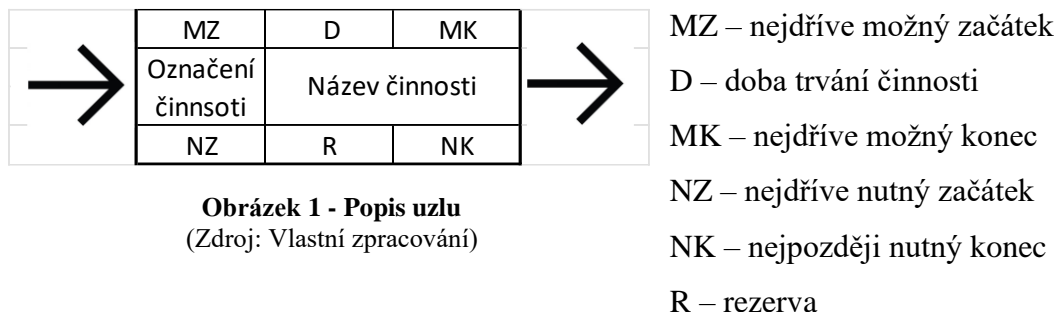 MZ D MK
Označení
činnsoti
Název činnosti
NZ R NK
Obrázek 1 - Popis uzlu
(Zdroj: Vlastní zpracování)
MZ – nejdříve možný začátek
D – doba trvání činnosti
MK – nejdříve možný konec
NZ – nejdříve nutný začátek
NK – nejpozději nutný konec
R – rezerva